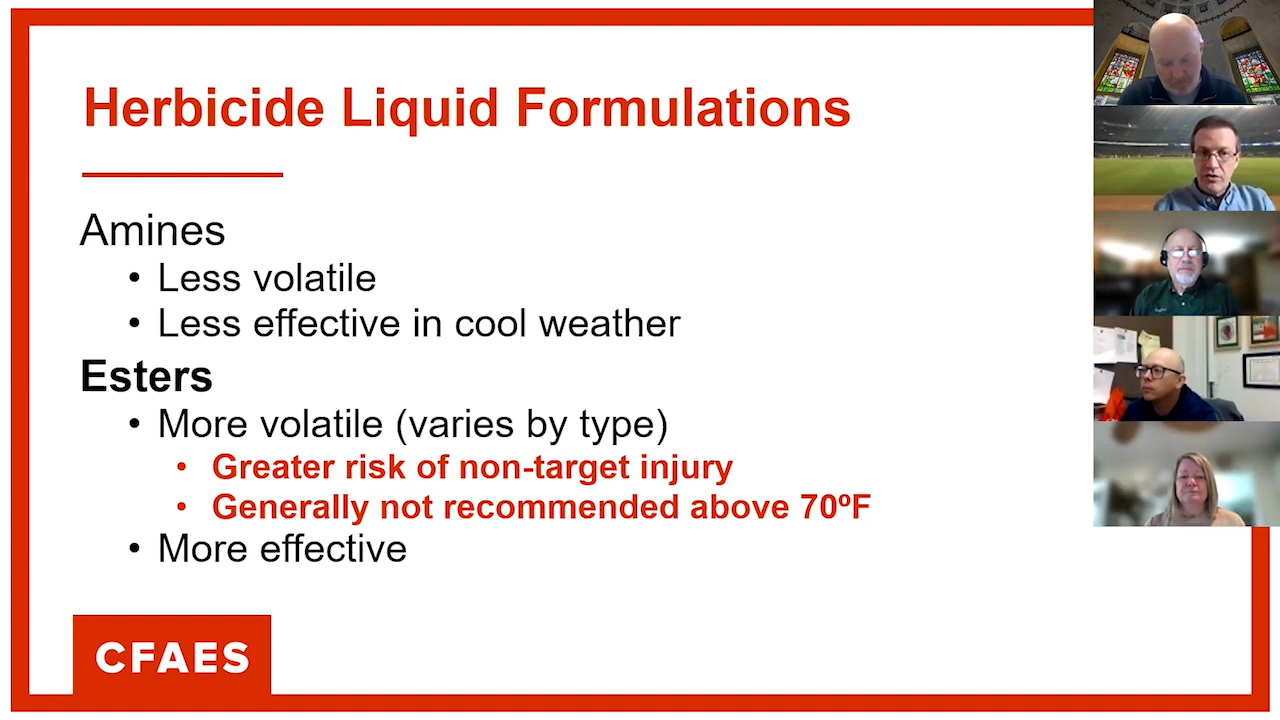 Herbicide Liquid Formulations
Amines
• Less volatile
• Less effective in cool weather
Esters
• More volatile (varies by type)
• Greater risk of non-target injury
• Generally not recommended above 70ºF
• More effective
CFAES